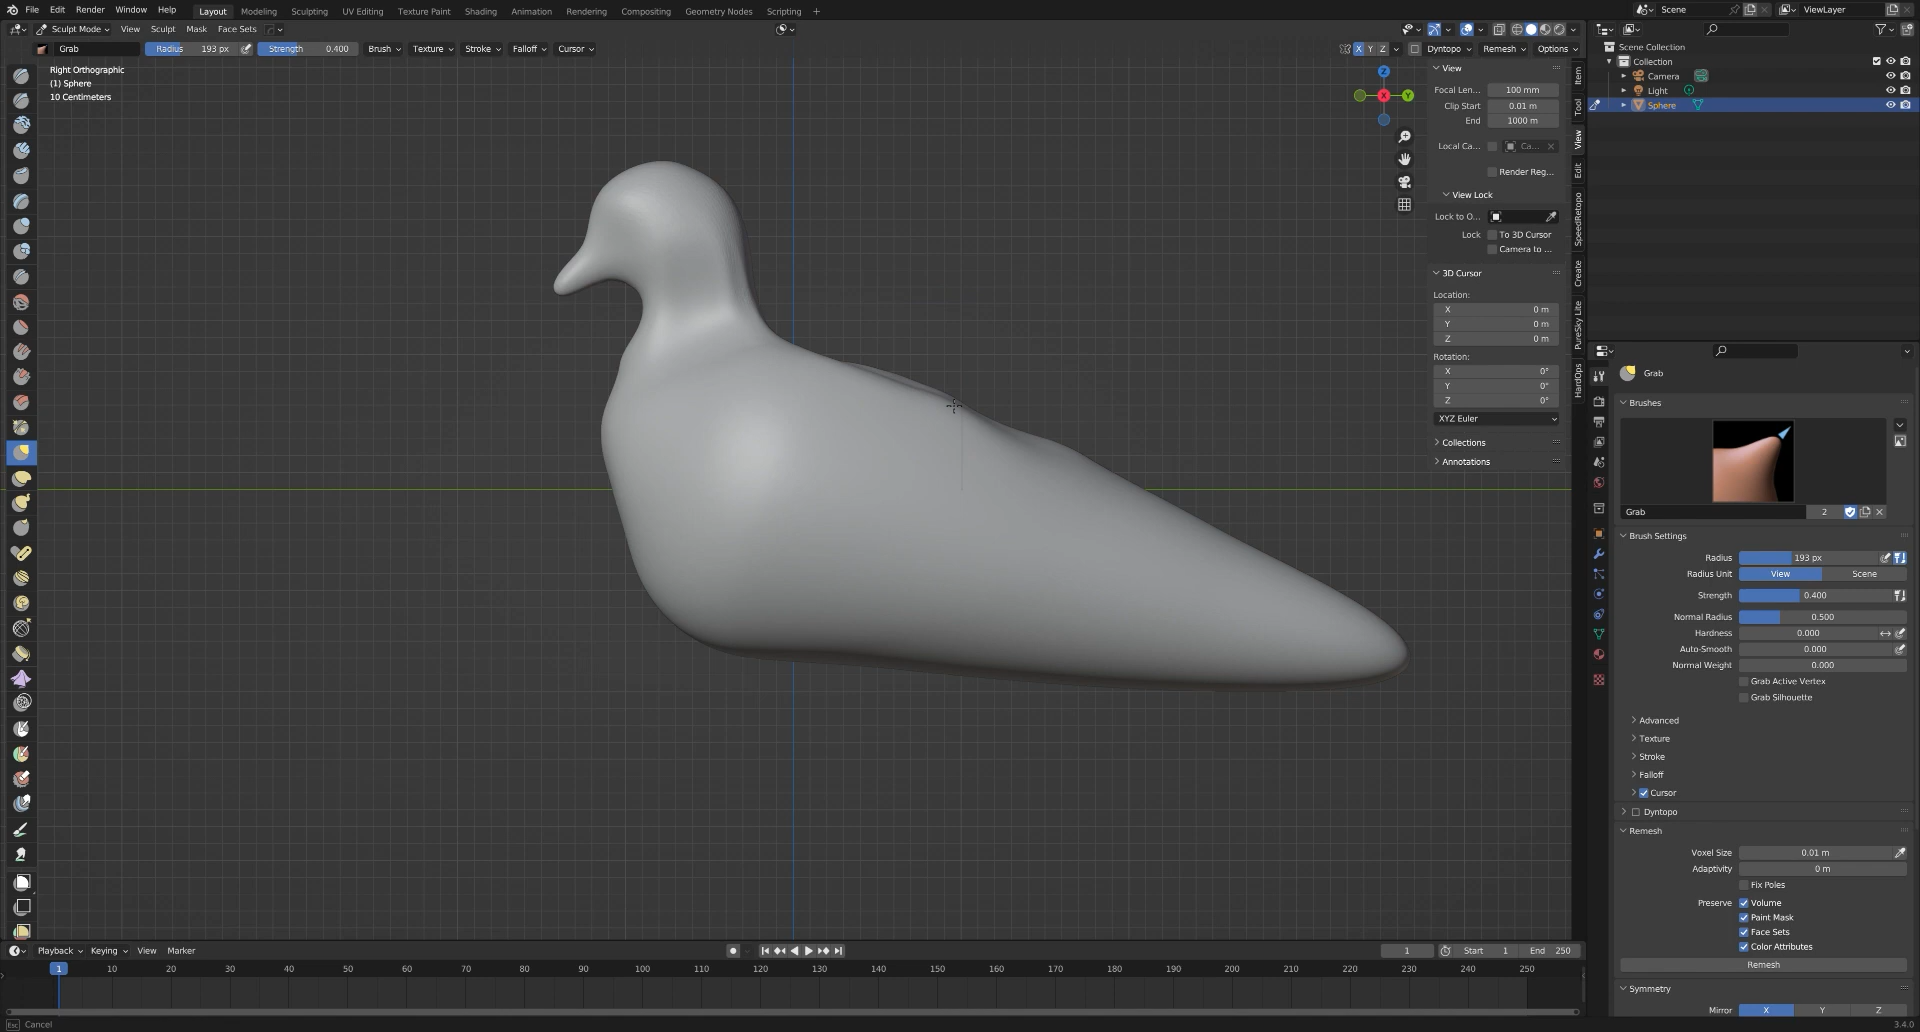 File Edit Render Window Help Layout Modeling Sculpting UV Editing Texture Paint Shading Animation Rendering Compositing Geometry Nodes Scripting + Scene ViewLayer
Sculpt Mode View Sculpt Mask Face Sets
Grab Radius 193 px Strength 0.400 Brush Texture Stroke Falloff Cursor X Y Z Dyntopo Remesh Options
Right Orthographic
(1) Sphere
10 Centimeters
Z
X
Y
View
Focal Len... 100 mm
Clip Start 0.01 m
End 1000 m
Local Ca... Ca...
Render Reg...
View Lock
Lock to O...
Lock To 3D Cursor
Camera to ...
3D Cursor
Location:
X 0 m
Y 0 m
Z 0 m
Rotation:
X 0°
Y 0°
Z 0°
XYZ Euler
Collections
Annotations
Item
Tool
View
Edit
SpeedRetopo
Create
PureSky Lite
HardOps
Scene Collection
Collection
Camera
Light
Sphere
Grab
Brushes
Grab 2
Brush Settings
Radius 193 px
Radius Unit View Scene
Strength 0.400
Normal Radius 0.500
Hardness 0.000
Auto-Smooth 0.000
Normal Weight 0.000
Grab Active Vertex
Grab Silhouette
Advanced
Texture
Stroke
Falloff
Cursor
Dyntopo
Remesh
Voxel Size 0.01 m
Adaptivity 0 m
Fix Poles
Preserve Volume
Paint Mask
Face Sets
Color Attributes
Remesh
Symmetry
Mirror X Y Z
Playback Keying View Marker 1 Start 1 End 250
1 10 20 30 40 50 60 70 80 90 100 110 120 130 140 150 160 170 180 190 200 210 220 230 240 250
Esc Cancel 3.4.0